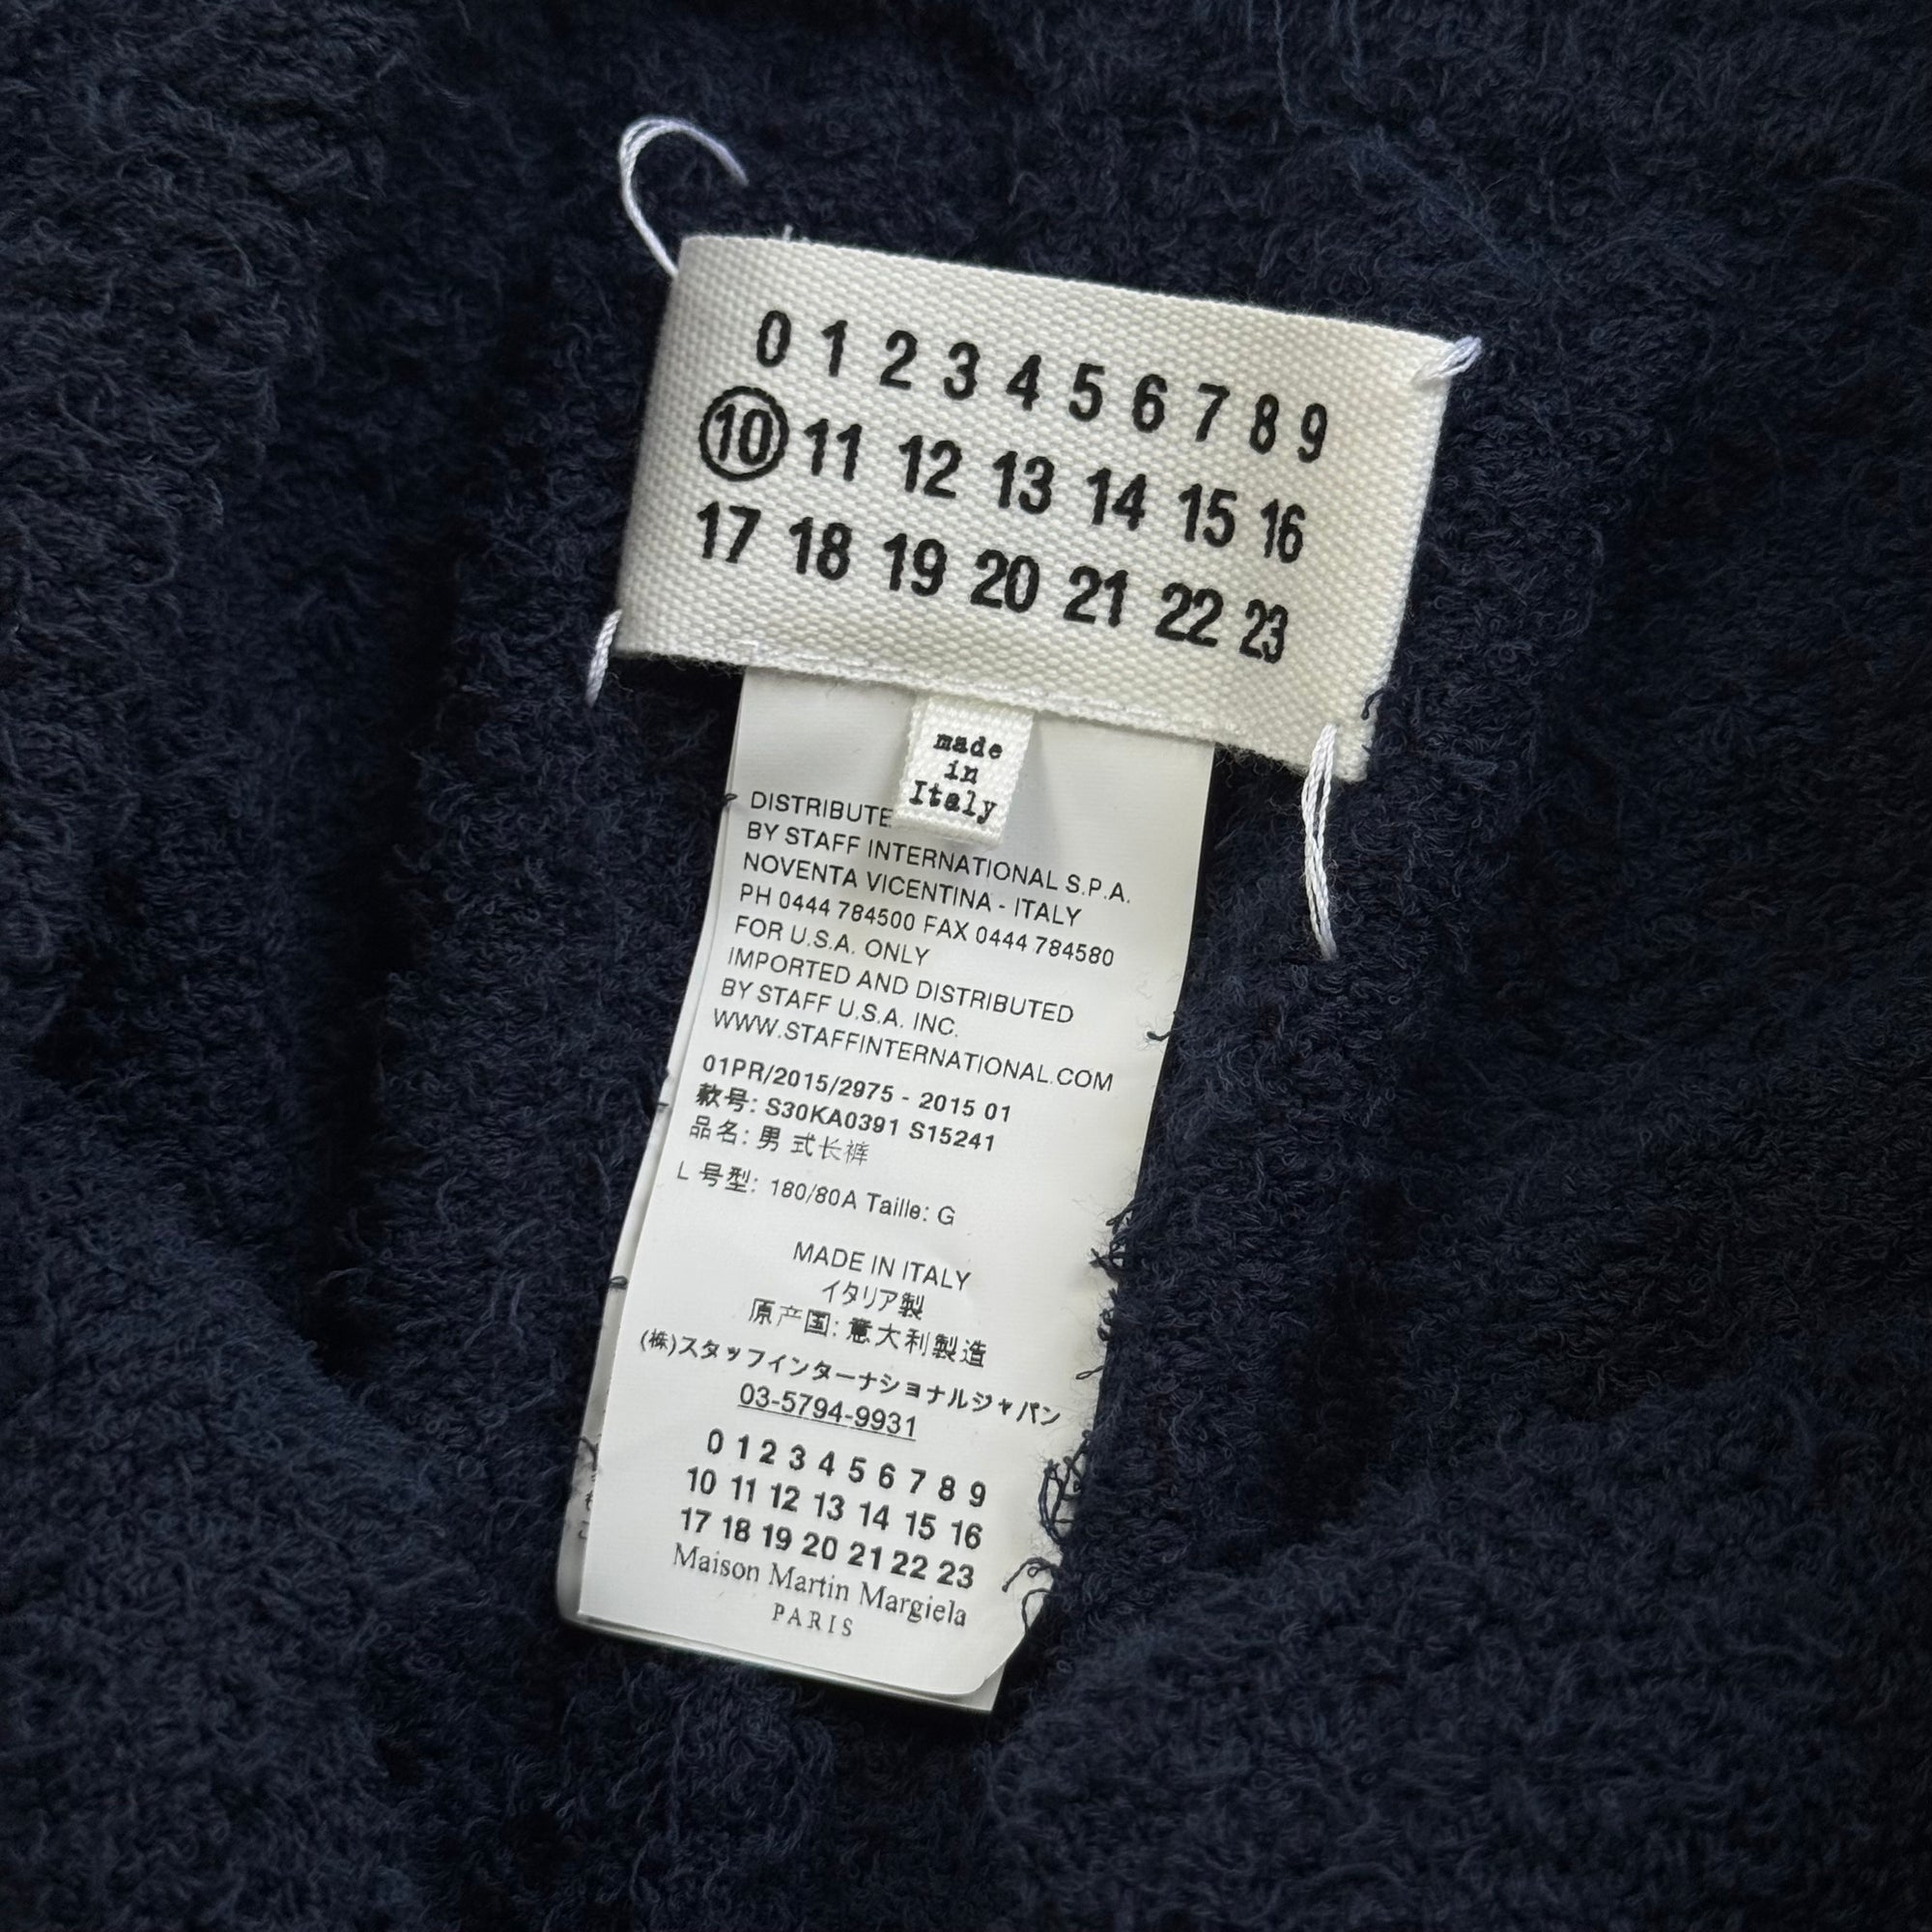 0 1 2 3 4 5 6 7 8 9
10 11 12 13 14 15 16
17 18 19 20 21 22 23
made
in
Italy
DISTRIBUTE
BY STAFF INTERNATIONAL S.P.A.
NOVENTA VICENTINA - ITALY
PH 0444 784500 FAX 0444 784580
FOR U.S.A. ONLY
IMPORTED AND DISTRIBUTED
BY STAFF U.S.A. INC.
WWW.STAFFINTERNATIONAL.COM
01PR/2015/2975 - 2015 01
款号: S30KA0391 S15241
品名: 男 式长裤
L 号型: 180/80A Taille: G
MADE IN ITALY
イタリア製
原产国: 意大利製造
(株)スタッフインターナショナルジャパン
03-5794-9931
0 1 2 3 4 5 6 7 8 9
10 11 12 13 14 15 16
17 18 19 20 21 22 23
Maison Martin Margiela
PARIS